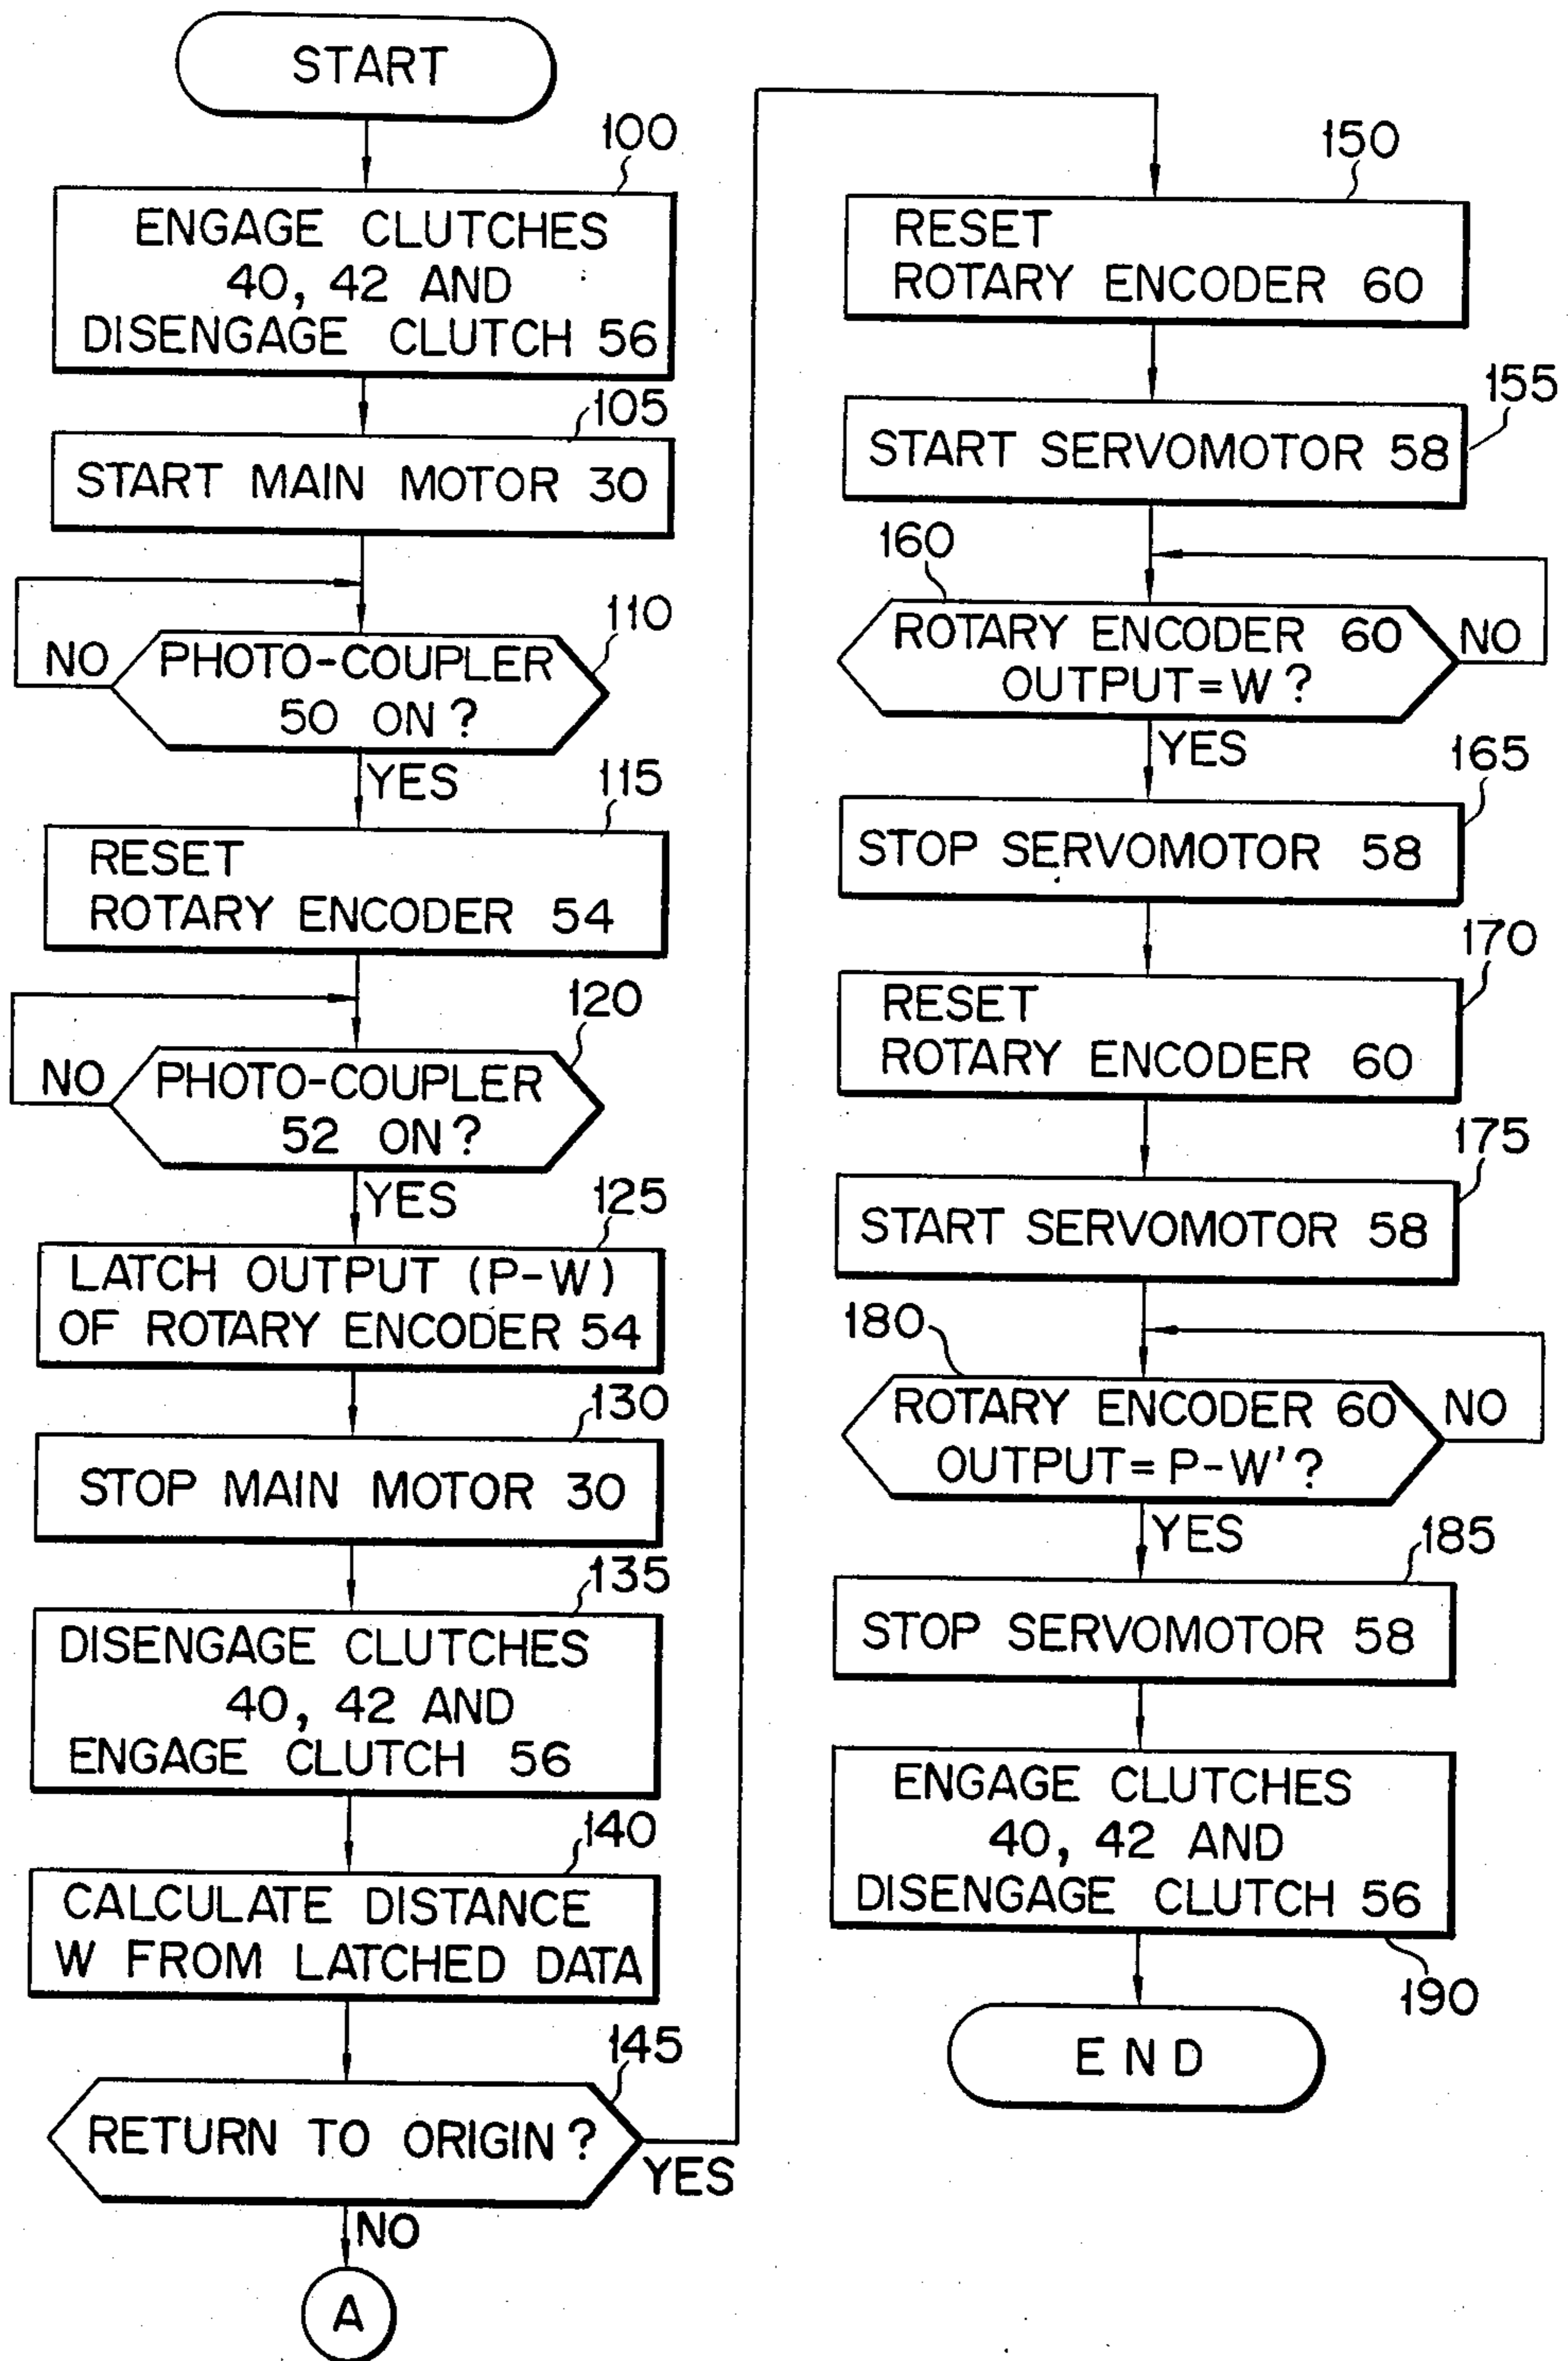 START
100
ENGAGE CLUTCHES
40, 42 AND
DISENGAGE CLUTCH 56
105
START MAIN MOTOR 30
110
NO
PHOTO-COUPLER
50 ON?
YES
115
RESET
ROTARY ENCODER 54
120
NO
PHOTO-COUPLER
52 ON?
YES
125
LATCH OUTPUT (P-W)
OF ROTARY ENCODER 54
130
STOP MAIN MOTOR 30
135
DISENGAGE CLUTCHES
40, 42 AND
ENGAGE CLUTCH 56
140
CALCULATE DISTANCE
W FROM LATCHED DATA
145
RETURN TO ORIGIN?
YES
NO
A
150
RESET
ROTARY ENCODER 60
155
START SERVOMOTOR 58
160
ROTARY ENCODER 60
OUTPUT=W?
NO
YES
165
STOP SERVOMOTOR 58
170
RESET
ROTARY ENCODER 60
175
START SERVOMOTOR 58
180
ROTARY ENCODER 60
OUTPUT=P-W'?
NO
YES
185
STOP SERVOMOTOR 58
ENGAGE CLUTCHES
40, 42 AND
DISENGAGE CLUTCH 56
190
END